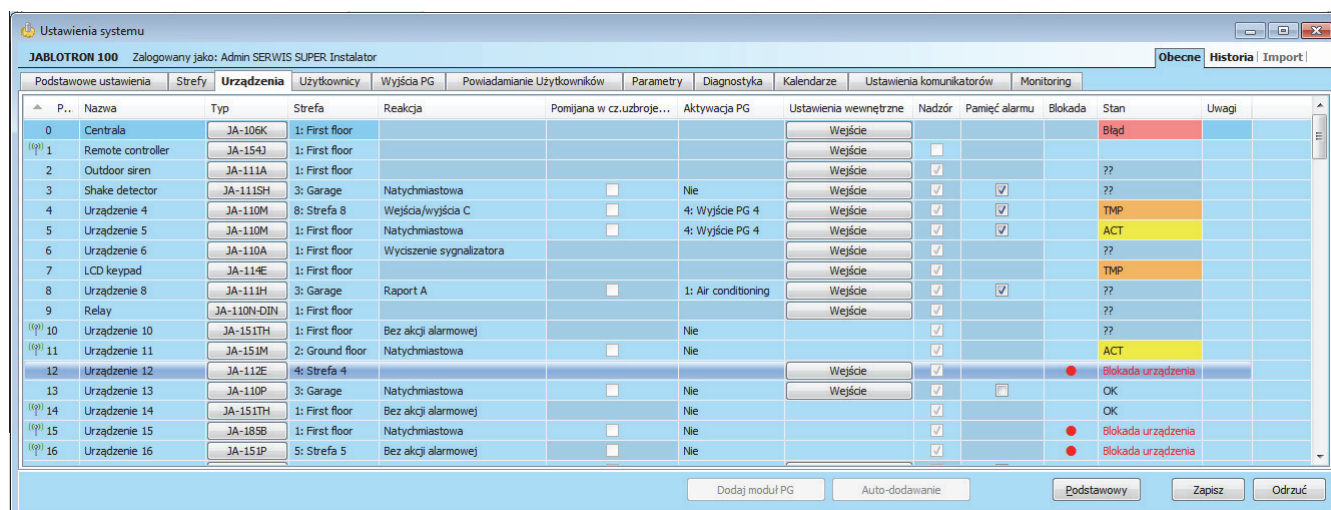 Ustawienia systemu
JABLOTRON 100 Zalogowany jako: Admin SERWIS SUPER Instalator Obecne Historia Import
Podstawowe ustawienia Strefy Urządzenia Użytkownicy Wyjścia PG Powiadamianie Użytkowników Parametry Diagnostyka Kalendarze Ustawienia komunikatorów Monitoring
P... Nazwa Typ Strefa Reakcja Pomijana w cz.uzbroje... Aktywacja PG Ustawienia wewnętrzne Nadzór Pamięć alarmu Blokada Stan Uwagi
0 Centrala JA-106K 1: First floor Wejście Błąd
1 Remote controller JA-154J 1: First floor Wejście
2 Outdoor siren JA-111A 1: First floor Wejście ??
3 Shake detector JA-111SH 3: Garage Natychmiastowa Nie Wejście ??
4 Urządzenie 4 JA-110M 8: Strefa 8 Wejścia/wyjścia C 4: Wyjście PG 4 Wejście TMP
5 Urządzenie 5 JA-110M 1: First floor Natychmiastowa 4: Wyjście PG 4 Wejście ACT
6 Urządzenie 6 JA-110A 1: First floor Wyciszenie sygnalizatora Wejście ??
7 LCD keypad JA-114E 1: First floor Wejście TMP
8 Urządzenie 8 JA-111H 3: Garage Raport A 1: Air conditioning Wejście ??
9 Relay JA-110N-DIN 1: First floor Wejście ??
10 Urządzenie 10 JA-151TH 1: First floor Bez akcji alarmowej Nie ??
11 Urządzenie 11 JA-151M 2: Ground floor Natychmiastowa Nie ACT
12 Urządzenie 12 JA-112E 4: Strefa 4 Wejście Blokada urządzenia
13 Urządzenie 13 JA-110P 3: Garage Natychmiastowa Nie Wejście OK
14 Urządzenie 14 JA-151TH 1: First floor Bez akcji alarmowej Nie OK
15 Urządzenie 15 JA-185B 1: First floor Natychmiastowa Nie Blokada urządzenia
16 Urządzenie 16 JA-151P 5: Strefa 5 Bez akcji alarmowej Nie Blokada urządzenia
Dodaj moduł PG Auto-dodawanie Podstawowy Zapisz Odrzuć